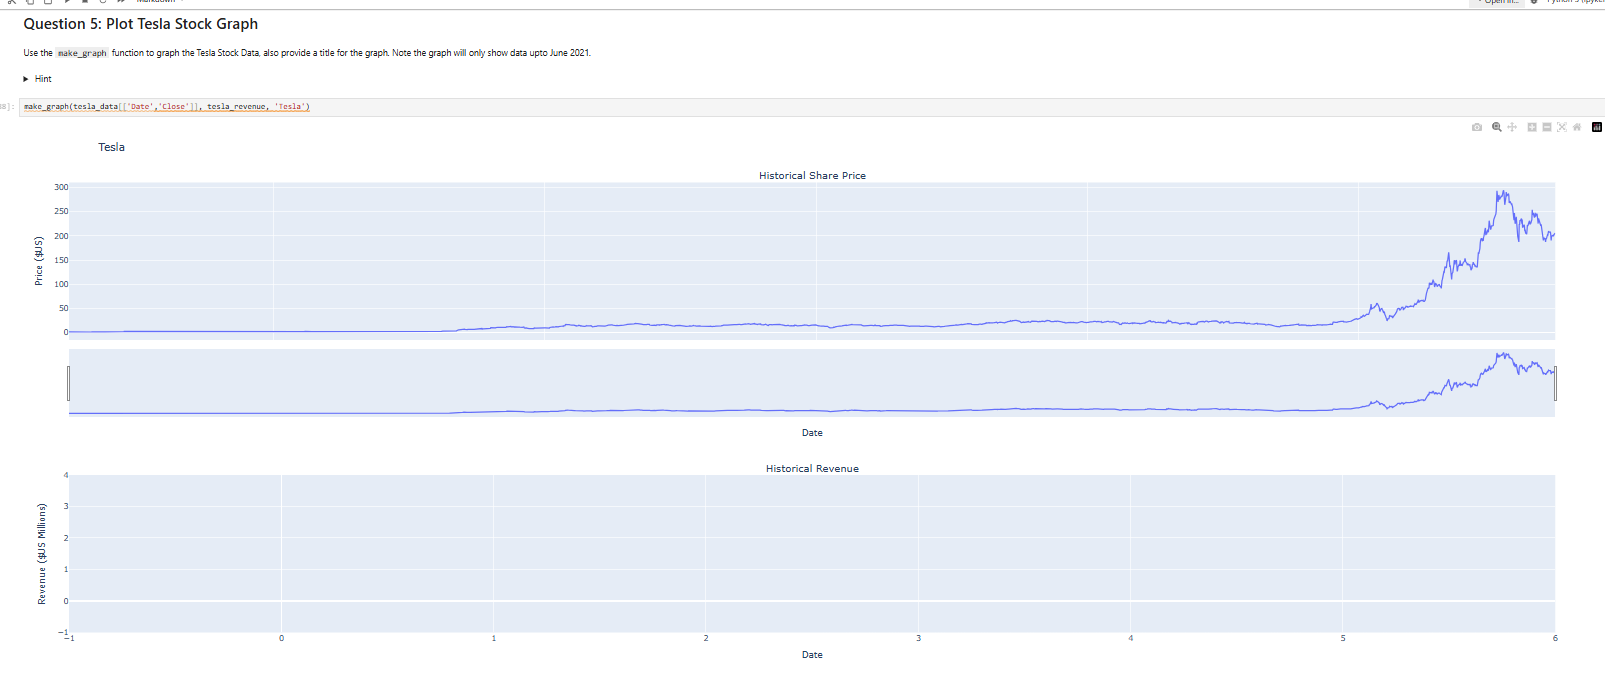 Question 5: Plot Tesla Stock Graph
Use the make_graph function to graph the Tesla Stock Data, also provide a title for the graph. Note the graph will only show data upto June 2021.
Hint
make_graph(tesla_data[['Date','Close']], tesla_revenue, 'Tesla')
Tesla
Historical Share Price
300
250
200
150
100
50
0
Price ($US)
Date
Historical Revenue
4
3
2
1
0
−1
Revenue ($US Millions)
−1 0 1 2 3 4 5 6
Date